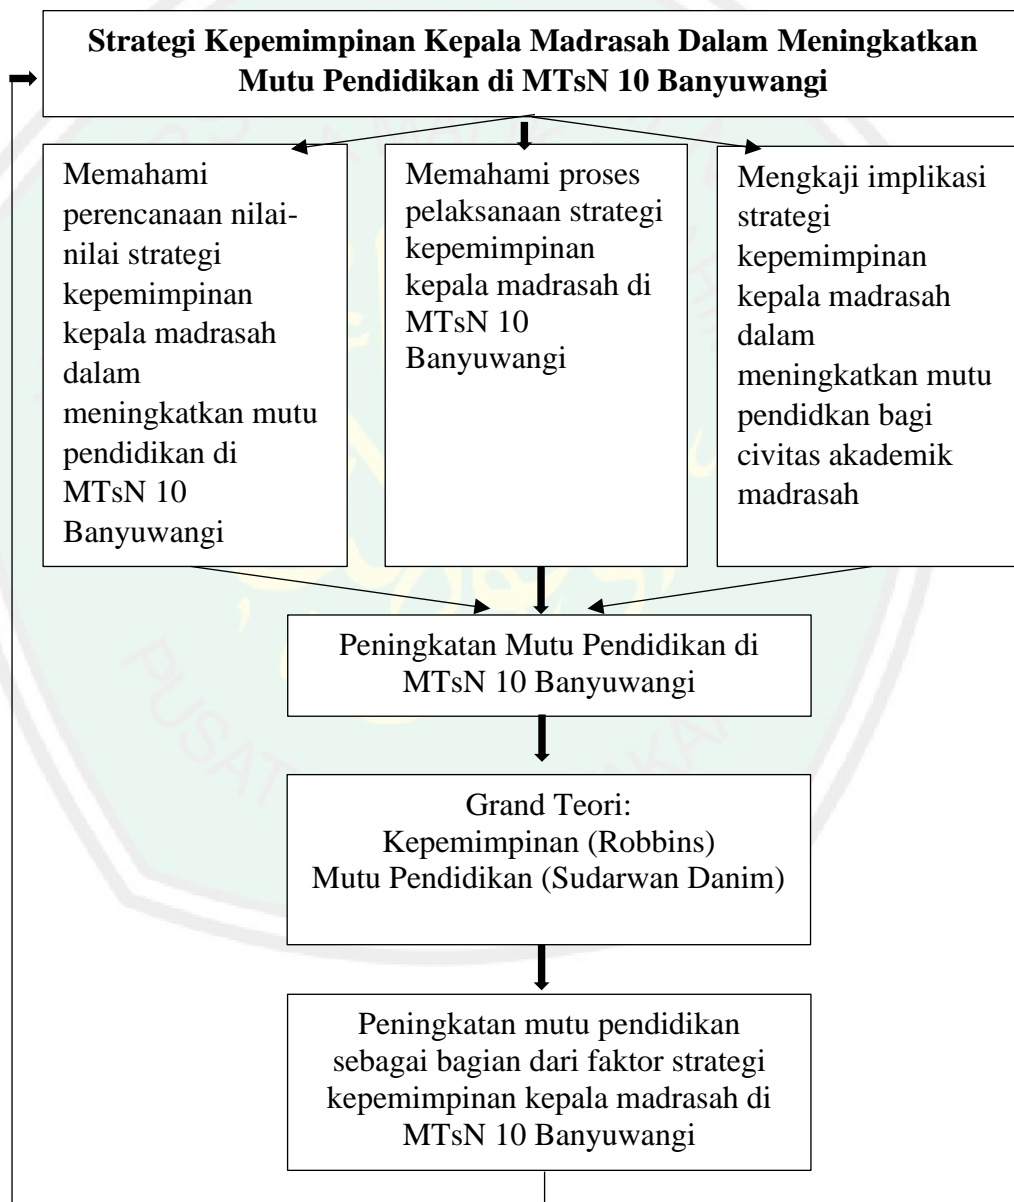 Strategi Kepemimpinan Kepala Madrasah Dalam Meningkatkan
Mutu Pendidikan di MTsN 10 Banyuwangi
Memahami
perencanaan nilai-
nilai strategi
kepemimpinan
kepala madrasah
dalam
meningkatkan mutu
pendidikan di
MTsN 10
Banyuwangi
Memahami proses
pelaksanaan strategi
kepemimpinan
kepala madrasah di
MTsN 10
Banyuwangi
Mengkaji implikasi
strategi
kepemimpinan
kepala madrasah
dalam
meningkatkan mutu
pendidkan bagi
civitas akademik
madrasah
Peningkatan Mutu Pendidikan di
MTsN 10 Banyuwangi
Grand Teori:
Kepemimpinan (Robbins)
Mutu Pendidikan (Sudarwan Danim)
Peningkatan mutu pendidikan
sebagai bagian dari faktor strategi
kepemimpinan kepala madrasah di
MTsN 10 Banyuwangi
PUSAT